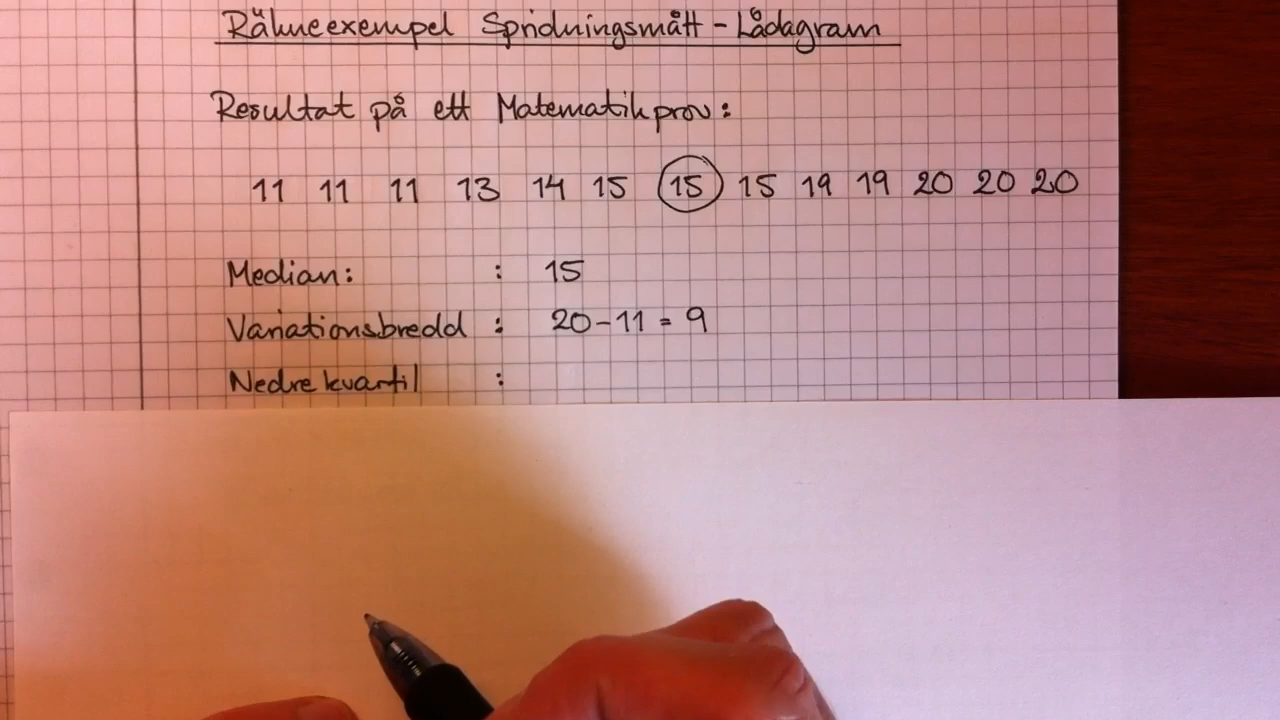 Räkneexempel Spridningsmått - Lådagram
Resultat på ett Matematikprov:
11 11 11 13 14 15 15 15 19 19 20 20 20
Median: : 15
Variationsbredd : 20-11 = 9
Nedre kvartil :